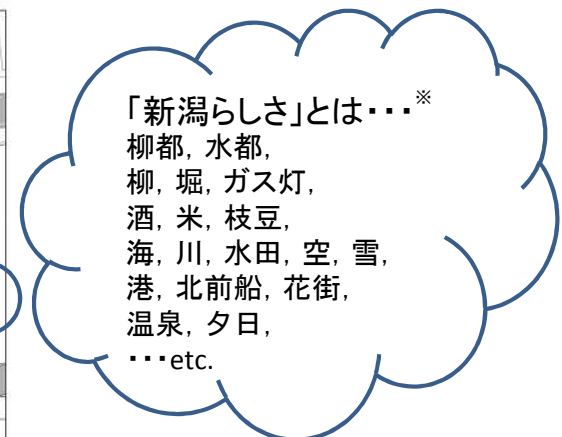 「新潟らしさ」とは・・・※
柳都，水都，
柳，堀，ガス灯，
酒，米，枝豆，
海，川，水田，空，雪，
港，北前船，花街，
温泉，夕日，
・・・etc.